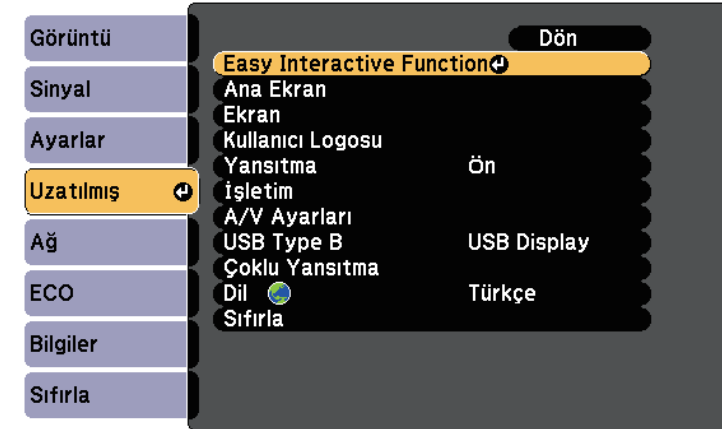 Görüntü
Sinyal
Ayarlar
Uzatılmış
Ağ
ECO
Bilgiler
Sıfırla
Dön
Easy Interactive Function
Ana Ekran
Ekran
Kullanıcı Logosu
Yansıtma Ön
İşletim
A/V Ayarları
USB Type B USB Display
Çoklu Yansıtma
Dil Türkçe
Sıfırla